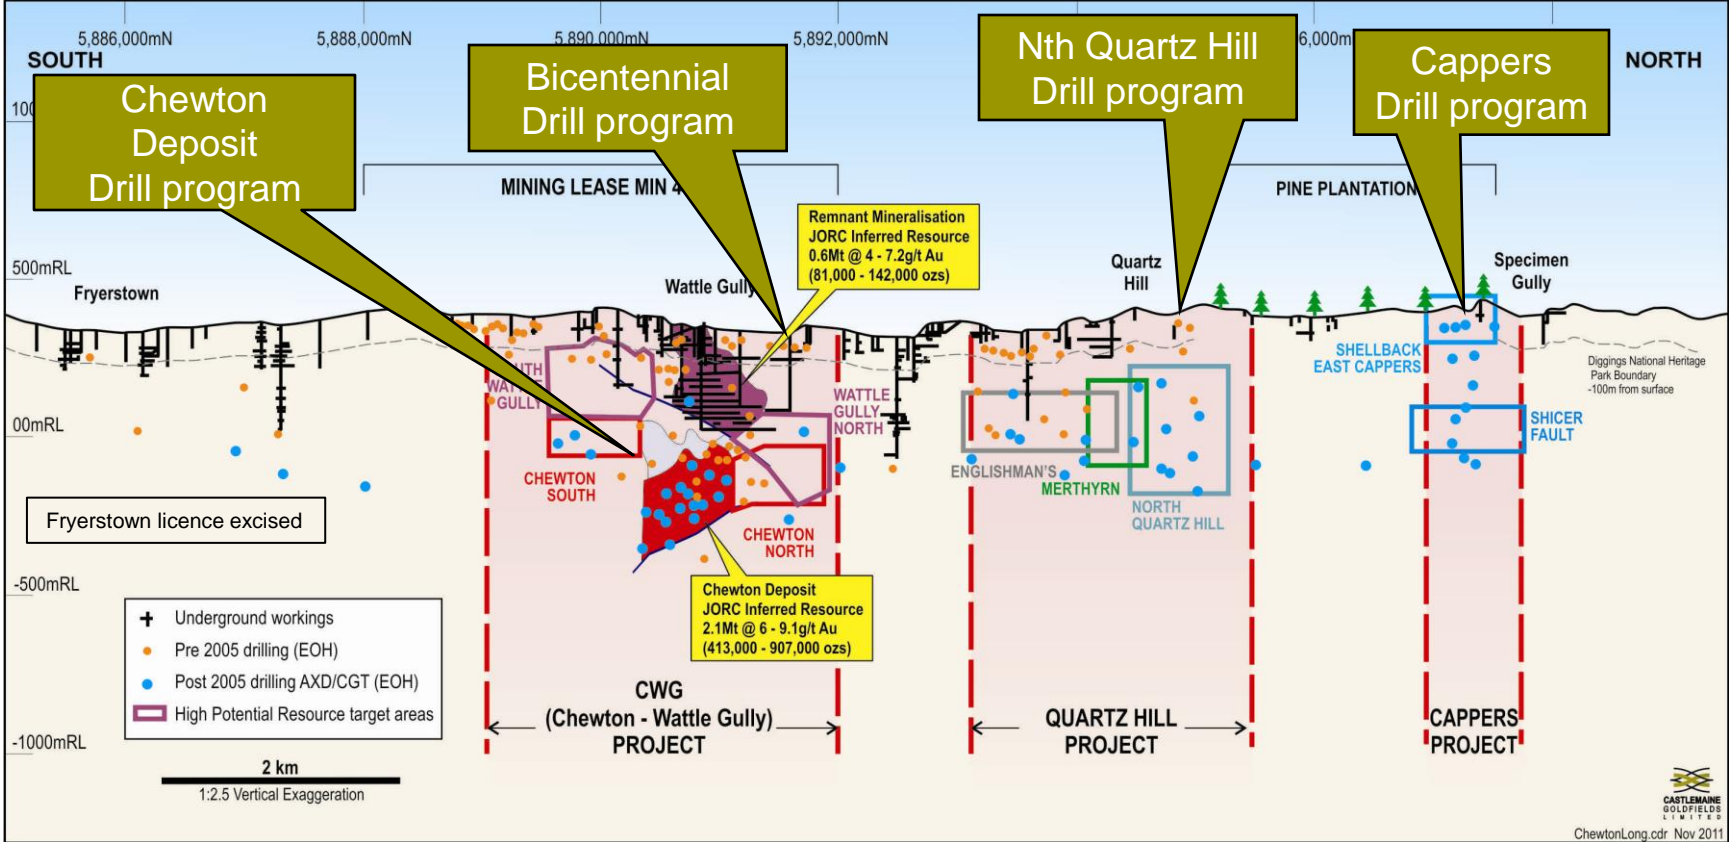 5,886,000mN
5,888,000mN
5,890,000mN
5,892,000mN
6,000m
SOUTH
NORTH
Chewton
Deposit
Drill program
Bicentennial
Drill program
Nth Quartz Hill
Drill program
Cappers
Drill program
MINING LEASE MIN 4
PINE PLANTATION
Remnant Mineralisation
JORC Inferred Resource
0.6Mt @ 4 - 7.2g/t Au
(81,000 - 142,000 ozs)
500mRL
Fryerstown
Wattle Gully
Quartz
Hill
Specimen
Gully
SHELLBACK
EAST CAPPERS
Diggings National Heritage
Park Boundary
-100m from surface
UTH
WATTLE
GULLY
WATTLE
GULLY
NORTH
00mRL
SHICER
FAULT
CHEWTON
SOUTH
ENGLISHMAN'S
MERTHYRN
NORTH
QUARTZ HILL
CHEWTON
NORTH
Fryerstown licence excised
-500mRL
Chewton Deposit
JORC Inferred Resource
2.1Mt @ 6 - 9.1g/t Au
(413,000 - 907,000 ozs)
Underground workings
Pre 2005 drilling (EOH)
Post 2005 drilling AXD/CGT (EOH)
High Potential Resource target areas
CWG
(Chewton - Wattle Gully)
PROJECT
QUARTZ HILL
PROJECT
CAPPERS
PROJECT
-1000mRL
2 km
1:2.5 Vertical Exaggeration
CASTLEMAINE
GOLDFIELDS
LIMITED
ChewtonLong.cdr Nov 2011